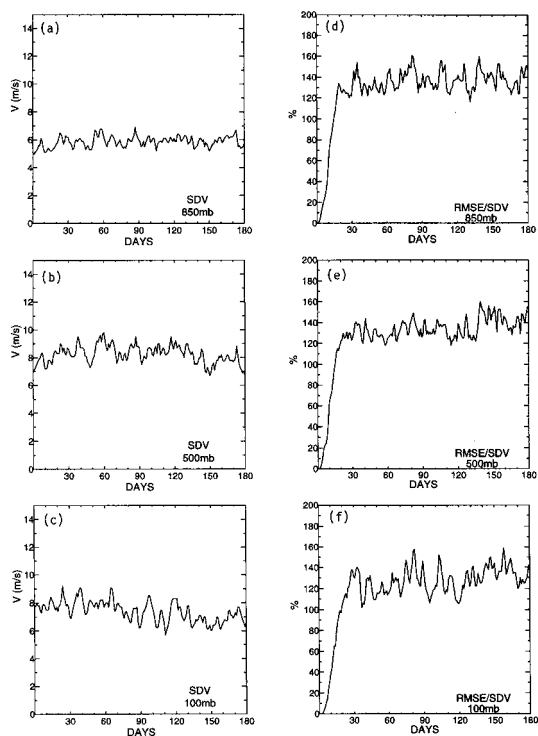 (a)
V (m/s)
14
12
10
8
6
4
2
0
SDV
850mb
30 60 90 120 150 180
DAYS
(d)
%
200
180
160
140
120
100
80
60
40
20
0
RMSE/SDV
850mb
30 60 90 120 150 180
DAYS
(b)
V (m/s)
14
12
10
8
6
4
2
0
SDV
500mb
30 60 90 120 150 180
DAYS
(e)
%
200
180
160
140
120
100
80
60
40
20
0
RMSE/SDV
500mb
30 60 90 120 150 180
DAYS
(c)
V (m/s)
14
12
10
8
6
4
2
0
SDV
100mb
30 60 90 120 150 180
DAYS
(f)
%
200
180
160
140
120
100
80
60
40
20
0
RMSE/SDV
100mb
30 60 90 120 150 180
DAYS